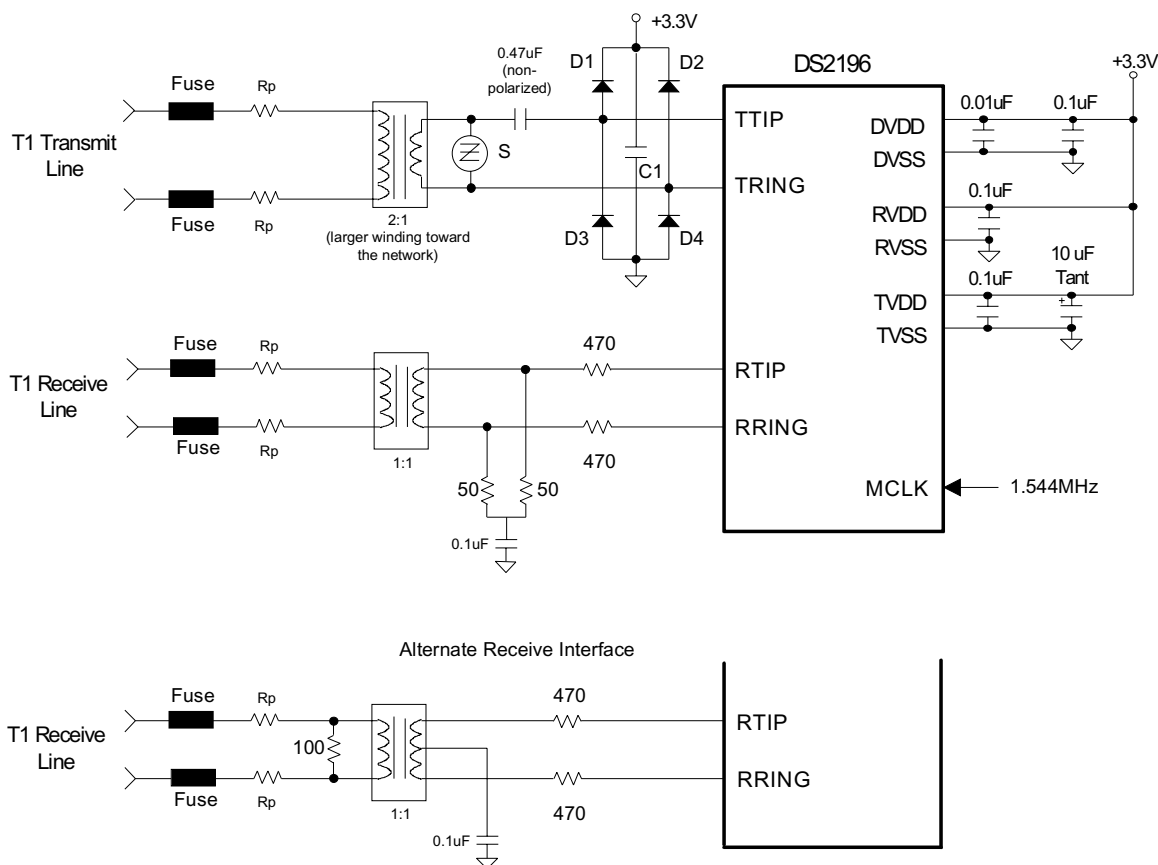 +3.3V
0.47uF
(non-
polarized)
D1
D2
DS2196
+3.3V
Fuse
Rp
0.01uF
0.1uF
T1 Transmit
Line
S
C1
TTIP
DVDD
DVSS
TRING
0.1uF
RVDD
Fuse
Rp
2:1
(larger winding toward
the network)
D3
D4
RVSS
0.1uF
10 uF
Tant
+
TVDD
TVSS
Fuse
Rp
470
T1 Receive
Line
RTIP
RRING
Fuse
Rp
1:1
470
50
50
MCLK
1.544MHz
0.1uF
Alternate Receive Interface
Fuse
Rp
470
T1 Receive
Line
100
RTIP
RRING
Fuse
Rp
1:1
470
0.1uF